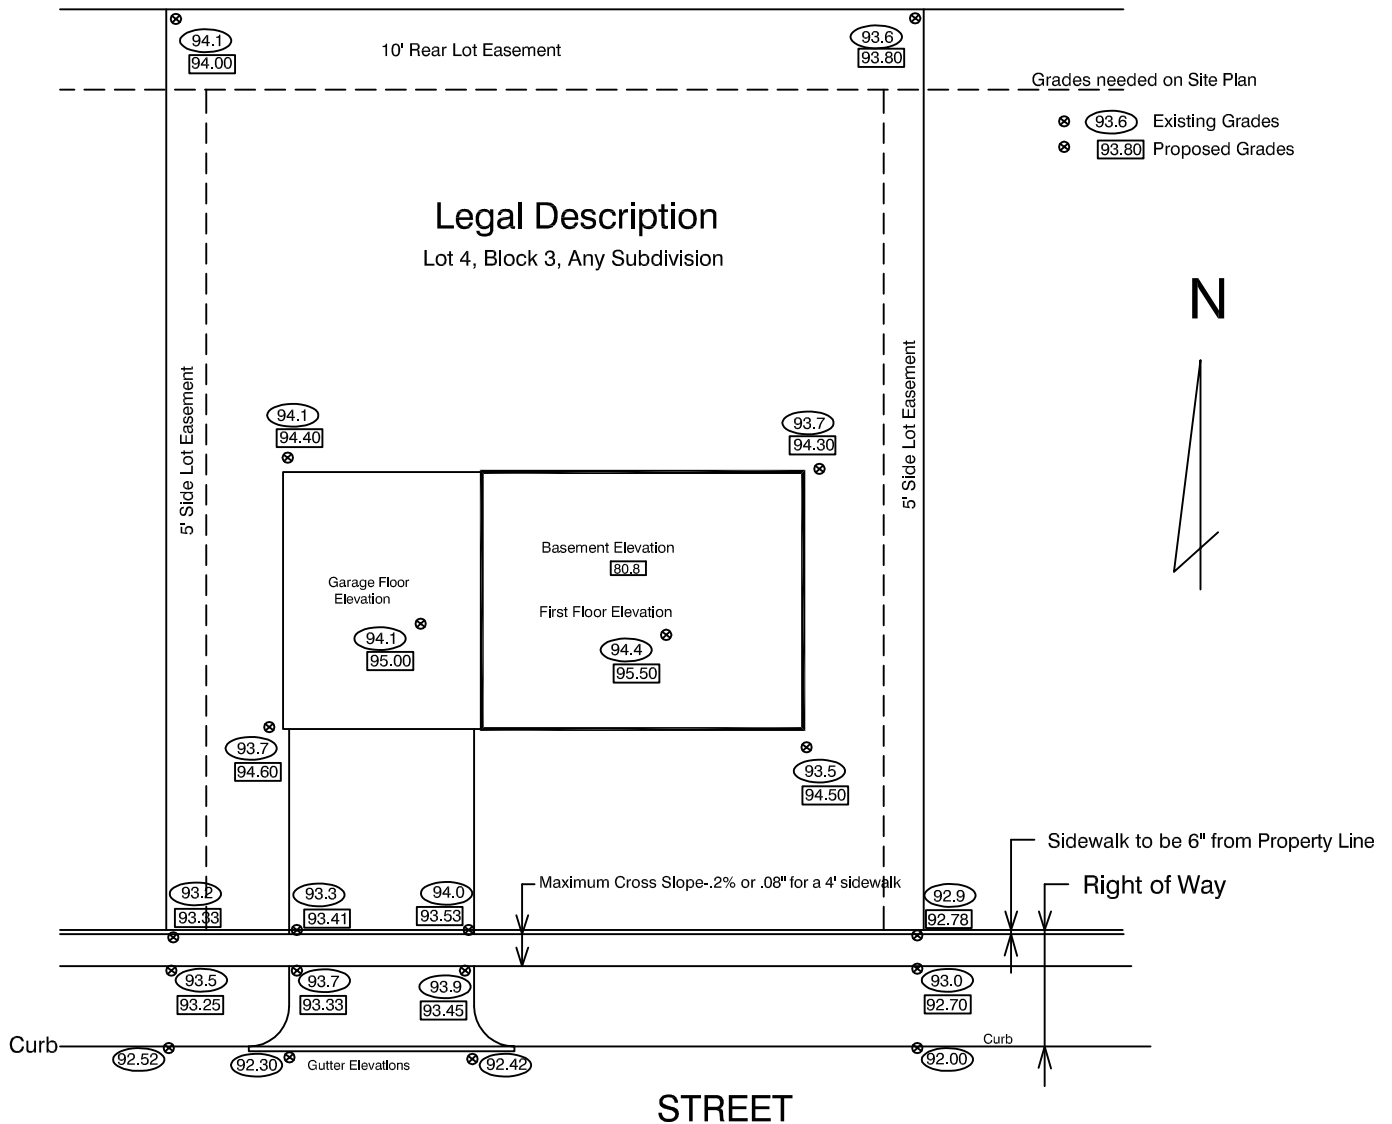 94.1
94.00
10' Rear Lot Easement
93.6
93.80
Grades needed on Site Plan
93.6 Existing Grades
93.80 Proposed Grades
Legal Description
Lot 4, Block 3, Any Subdivision
N
5' Side Lot Easement
5' Side Lot Easement
94.1
94.40
93.7
94.30
Basement Elevation
80.8
Garage Floor
Elevation
94.1
95.00
First Floor Elevation
94.4
95.50
93.7
94.60
93.5
94.50
Sidewalk to be 6" from Property Line
Right of Way
Maximum Cross Slope-.2% or .08" for a 4' sidewalk
93.2
93.33
93.3
93.41
94.0
93.53
92.9
92.78
93.5
93.25
93.7
93.33
93.9
93.45
93.0
92.70
Curb
Curb
92.52
92.30
Gutter Elevations
92.42
92.00
STREET